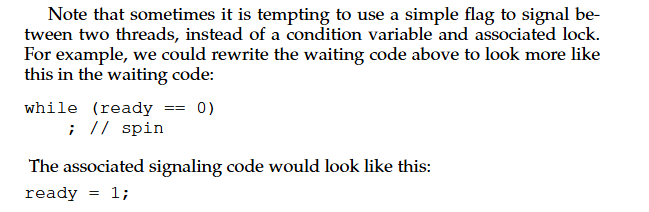 Note that sometimes it is tempting to use a simple flag to signal be-
tween two threads, instead of a condition variable and associated lock.
For example, we could rewrite the waiting code above to look more like
this in the waiting code:
while (ready == 0)
    ; // spin
The associated signaling code would look like this:
ready = 1;